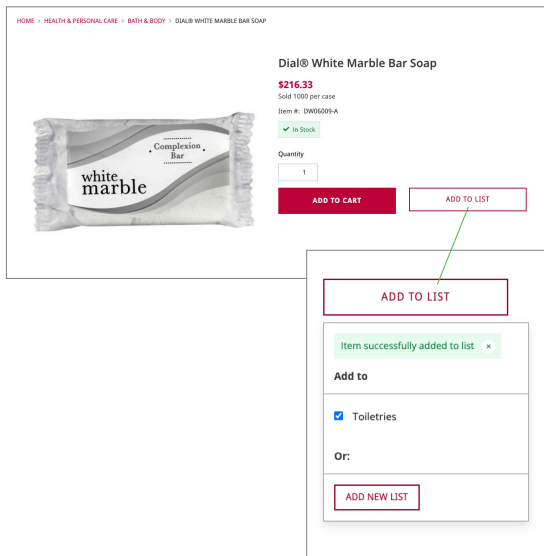 HOME > HEALTH & PERSONAL CARE > BATH & BODY > DIAL® WHITE MARBLE BAR SOAP
Dial® White Marble Bar Soap
$216.33
Sold 1000 per case
Item #: DW06009-A
✔ In Stock
Quantity
1
ADD TO CART
ADD TO LIST
Complexion
Bar
white
marble
ADD TO LIST
Item successfully added to list ×
Add to
Toiletries
Or:
ADD NEW LIST